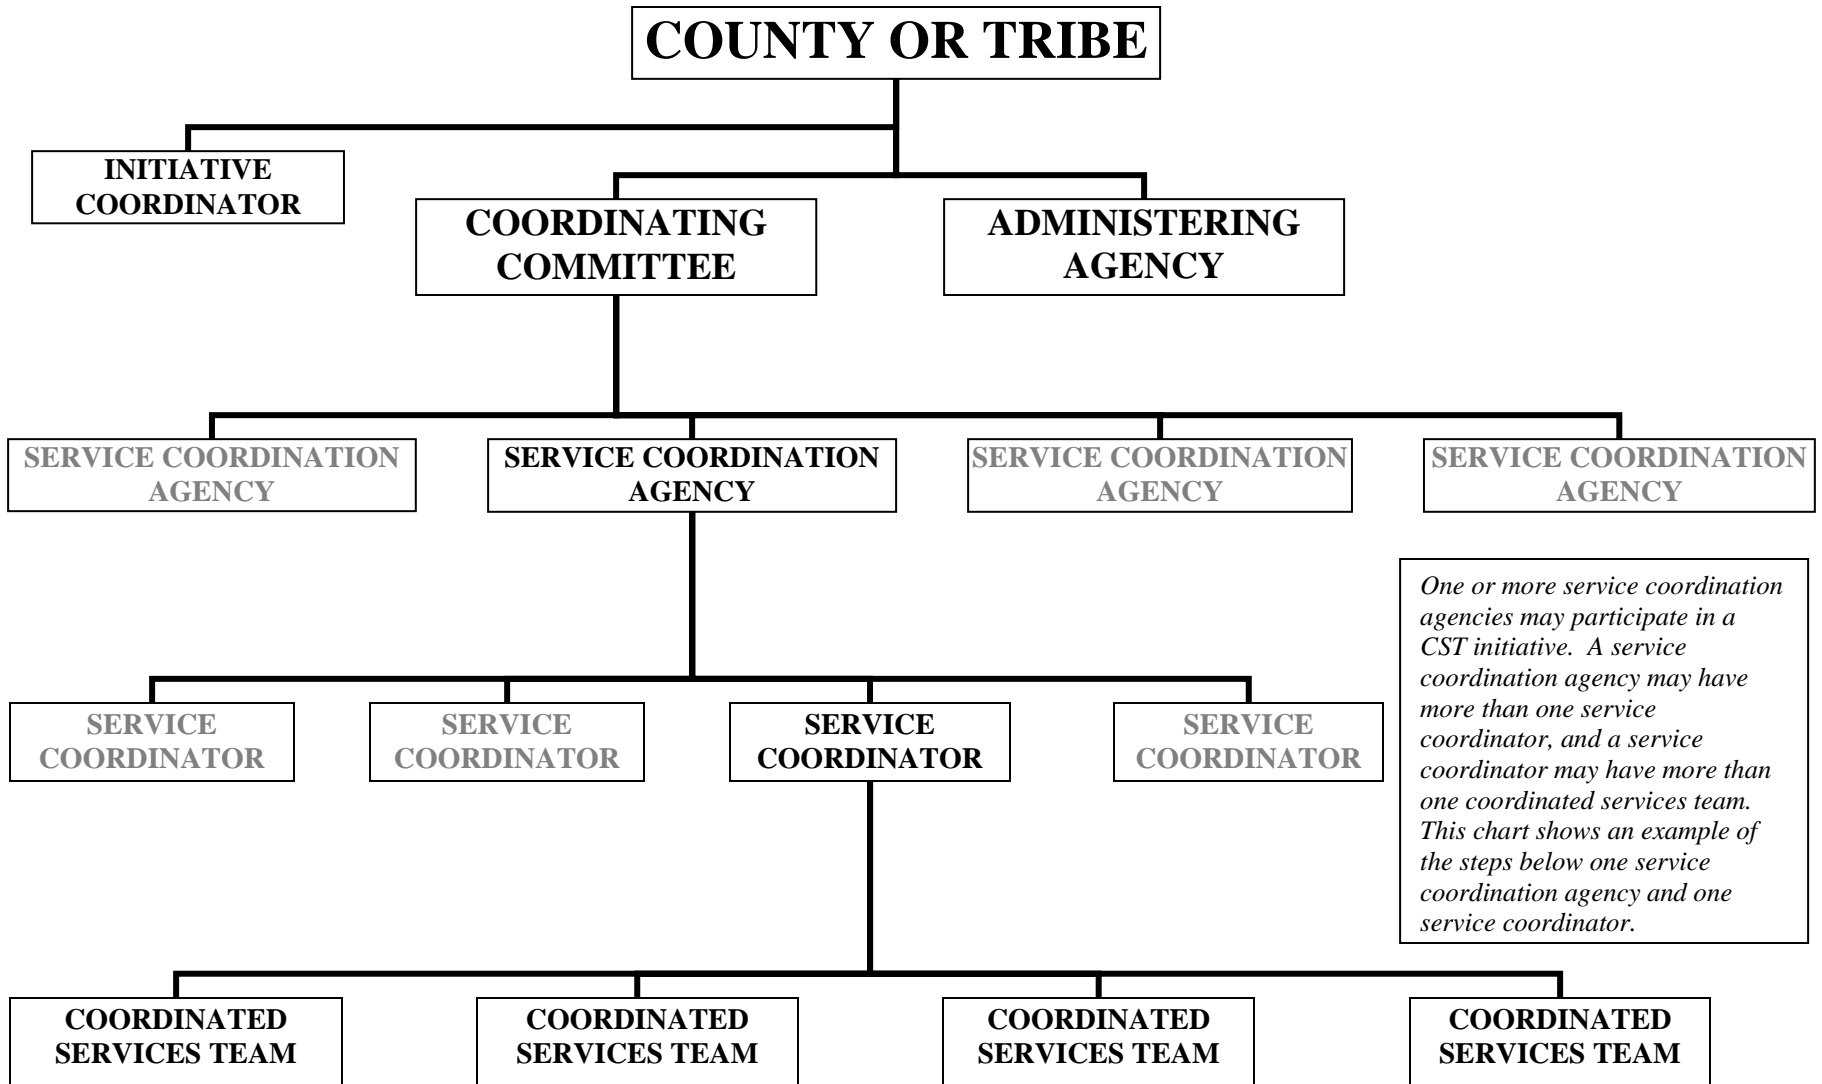 COUNTY OR TRIBE
INITIATIVE
COORDINATOR
COORDINATING
COMMITTEE
ADMINISTERING
AGENCY
SERVICE COORDINATION
AGENCY
SERVICE COORDINATION
AGENCY
SERVICE COORDINATION
AGENCY
SERVICE COORDINATION
AGENCY
One or more service coordination
agencies may participate in a
CST initiative.  A service
coordination agency may have
more than one service
coordinator, and a service
coordinator may have more than
one coordinated services team.
This chart shows an example of
the steps below one service
coordination agency and one
service coordinator.
SERVICE
COORDINATOR
SERVICE
COORDINATOR
SERVICE
COORDINATOR
SERVICE
COORDINATOR
COORDINATED
SERVICES TEAM
COORDINATED
SERVICES TEAM
COORDINATED
SERVICES TEAM
COORDINATED
SERVICES TEAM